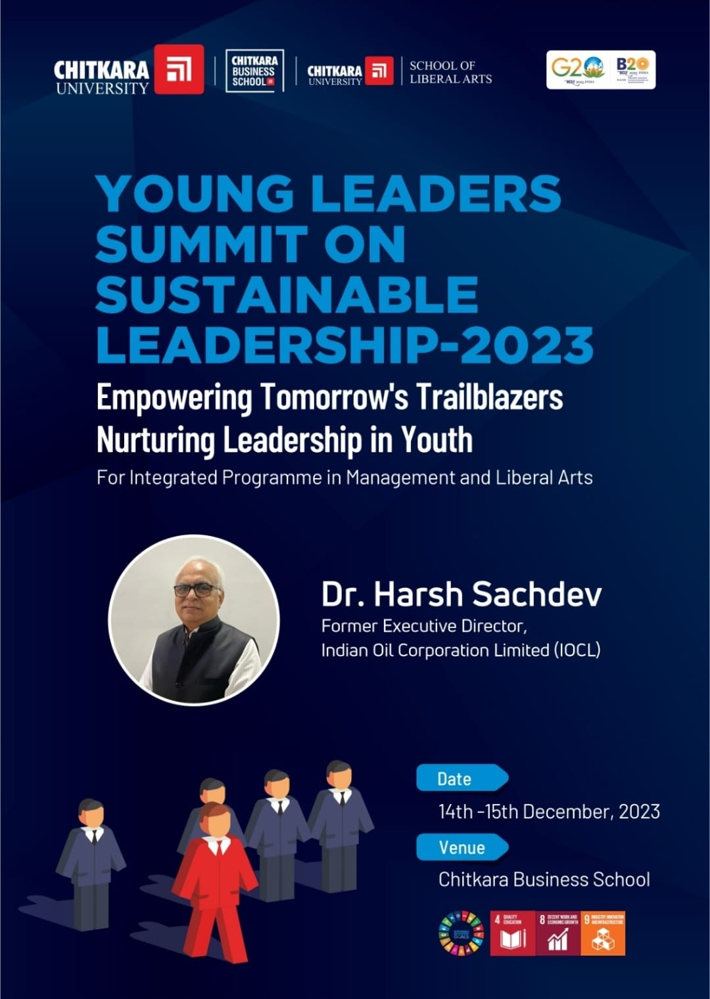 CHITKARA
UNIVERSITY
CHITKARA
BUSINESS
SCHOOL
CHITKARA
UNIVERSITY
SCHOOL OF
LIBERAL ARTS
G20
INDIA
B20
INDIA
YOUNG LEADERS
SUMMIT ON
SUSTAINABLE
LEADERSHIP-2023
Empowering Tomorrow's Trailblazers
Nurturing Leadership in Youth
For Integrated Programme in Management and Liberal Arts
Dr. Harsh Sachdev
Former Executive Director,
Indian Oil Corporation Limited (IOCL)
Date
14th -15th December, 2023
Venue
Chitkara Business School
GOALS
4 QUALITY
EDUCATION
8 DECENT WORK AND
ECONOMIC GROWTH
9 INDUSTRY, INNOVATION
AND INFRASTRUCTURE